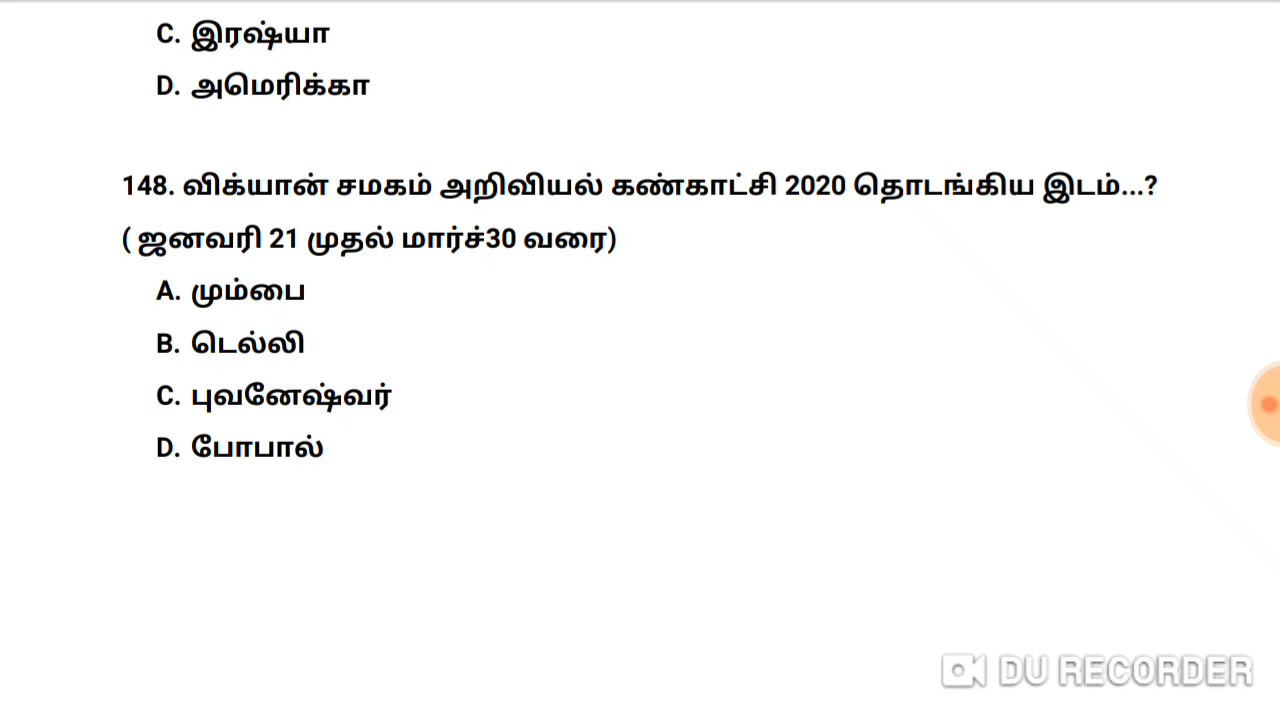 C. இரஷ்யா
D. அமெரிக்கா
148. விக்யான் சமகம் அறிவியல் கண்காட்சி 2020 தொடங்கிய இடம்...?
( ஜனவரி 21 முதல் மார்ச்30 வரை)
A. மும்பை
B. டெல்லி
C. புவனேஷ்வர்
D. போபால்
DU RECORDER